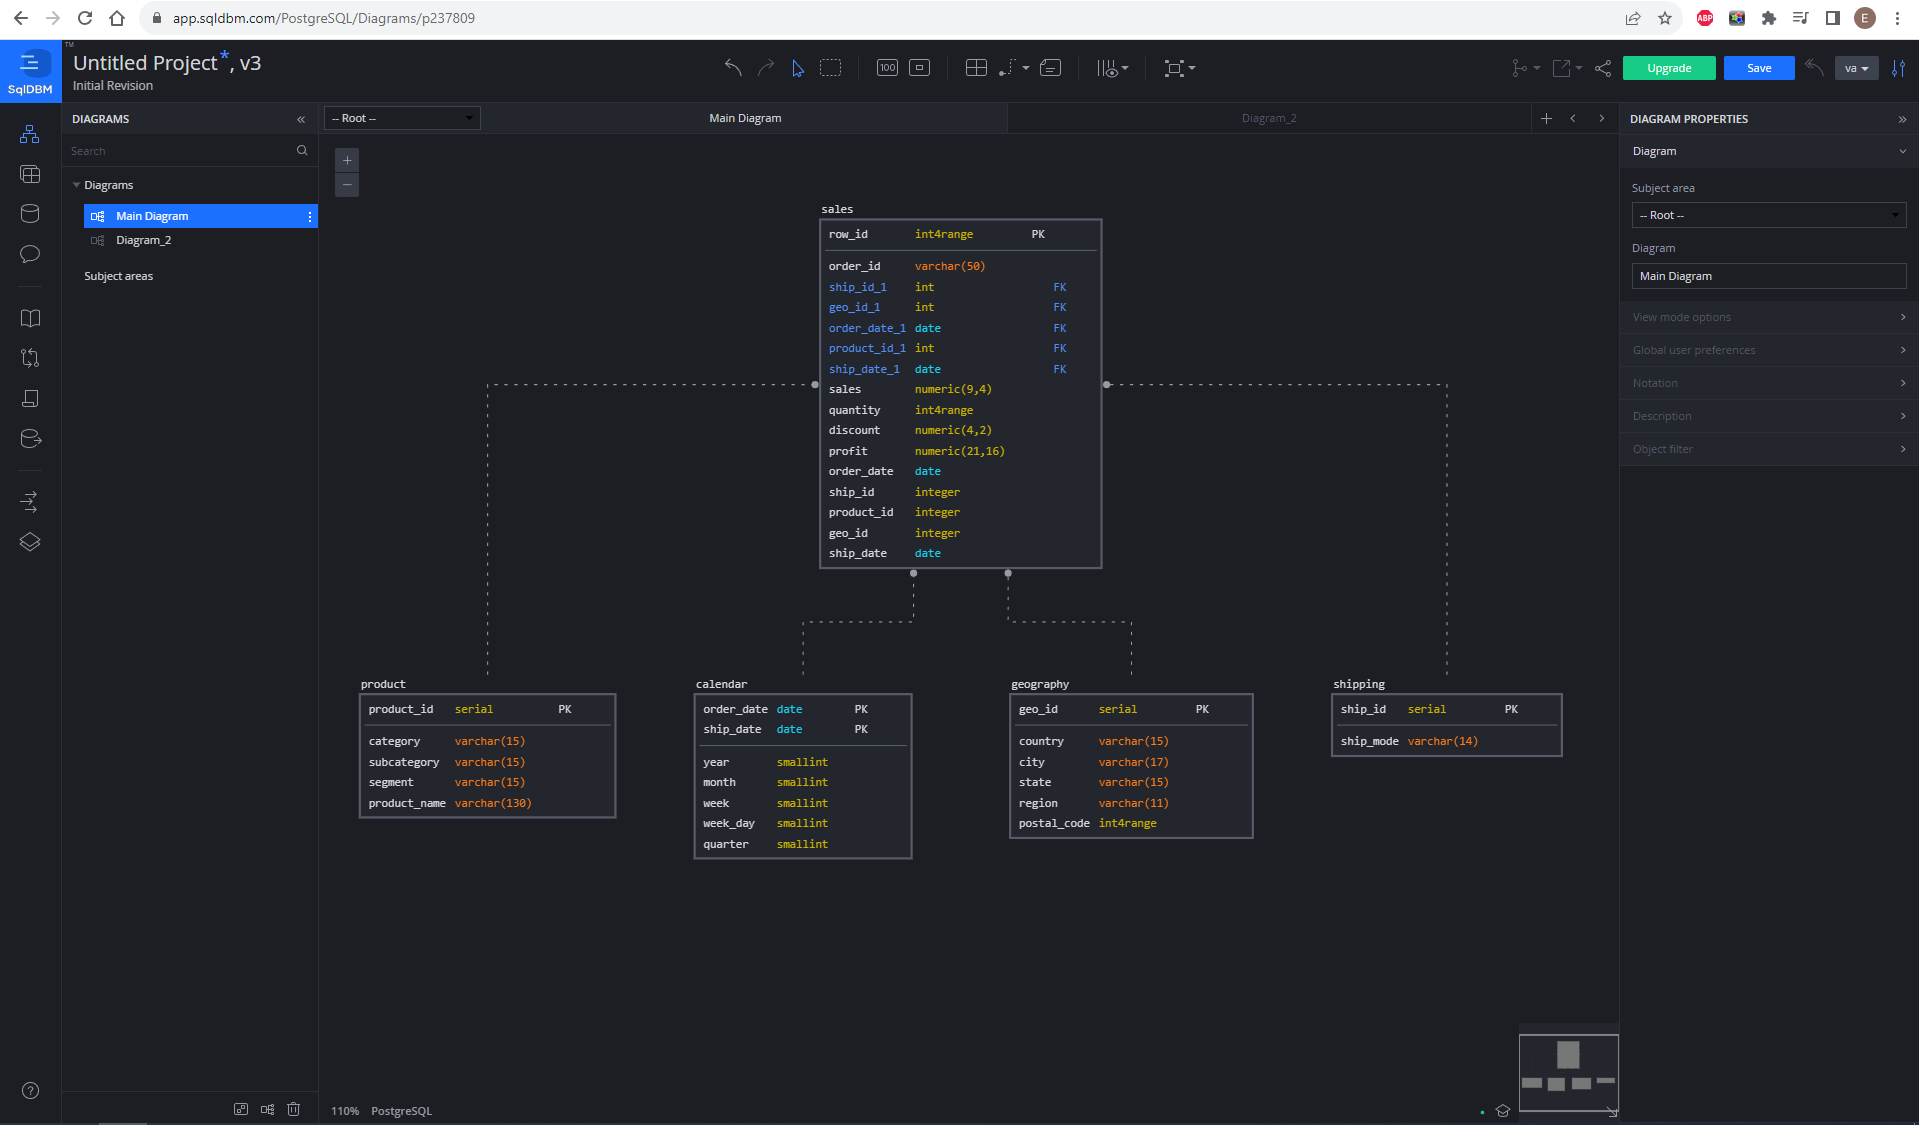 app.sqldbm.com/PostgreSQL/Diagrams/p237809
ABP
E
SqlDBM
TM
Untitled Project*, v3
Initial Revision
100
Upgrade
Save
va
DIAGRAMS
-- Root --
Main Diagram
Diagram_2
DIAGRAM PROPERTIES
Search
Diagrams
Main Diagram
Diagram_2
Subject areas
Diagram
Subject area
-- Root --
Diagram
Main Diagram
View mode options
Global user preferences
Notation
Description
Object filter
sales
row_id int4range PK
order_id varchar(50)
ship_id_1 int FK
geo_id_1 int FK
order_date_1 date FK
product_id_1 int FK
ship_date_1 date FK
sales numeric(9,4)
quantity int4range
discount numeric(4,2)
profit numeric(21,16)
order_date date
ship_id integer
product_id integer
geo_id integer
ship_date date
product
product_id serial PK
category varchar(15)
subcategory varchar(15)
segment varchar(15)
product_name varchar(130)
calendar
order_date date PK
ship_date date PK
year smallint
month smallint
week smallint
week_day smallint
quarter smallint
geography
geo_id serial PK
country varchar(15)
city varchar(17)
state varchar(15)
region varchar(11)
postal_code int4range
shipping
ship_id serial PK
ship_mode varchar(14)
110% PostgreSQL